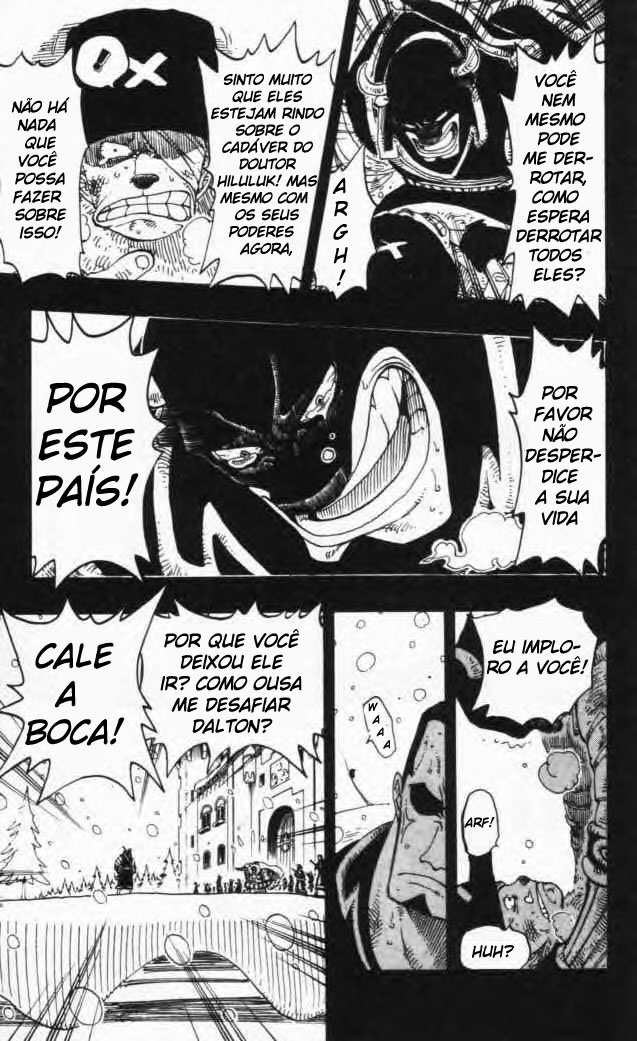 VOCÊ
NEM
MESMO
PODE
ME DER-
ROTAR,
COMO
ESPERA
DERROTAR
TODOS
ELES?
ARGH!
X
SINTO MUITO
QUE ELES
ESTEJAM RINDO
SOBRE O
CADÁVER DO
DOUTOR
HILULUK! MAS
MESMO COM
OS SEUS
PODERES
AGORA,
OX
NÃO HÁ
NADA
QUE
VOCÊ
POSSA
FAZER
SOBRE
ISSO!
POR
FAVOR
NÃO
DESPER-
DICE
A SUA
VIDA
POR
ESTE
PAÍS!
EU IMPLO-
RO A VOCÊ!
ARF!
HUH?
WAAA
POR QUE VOCÊ
DEIXOU ELE
IR? COMO OUSA
ME DESAFIAR
DALTON?
CALE
A
BOCA!